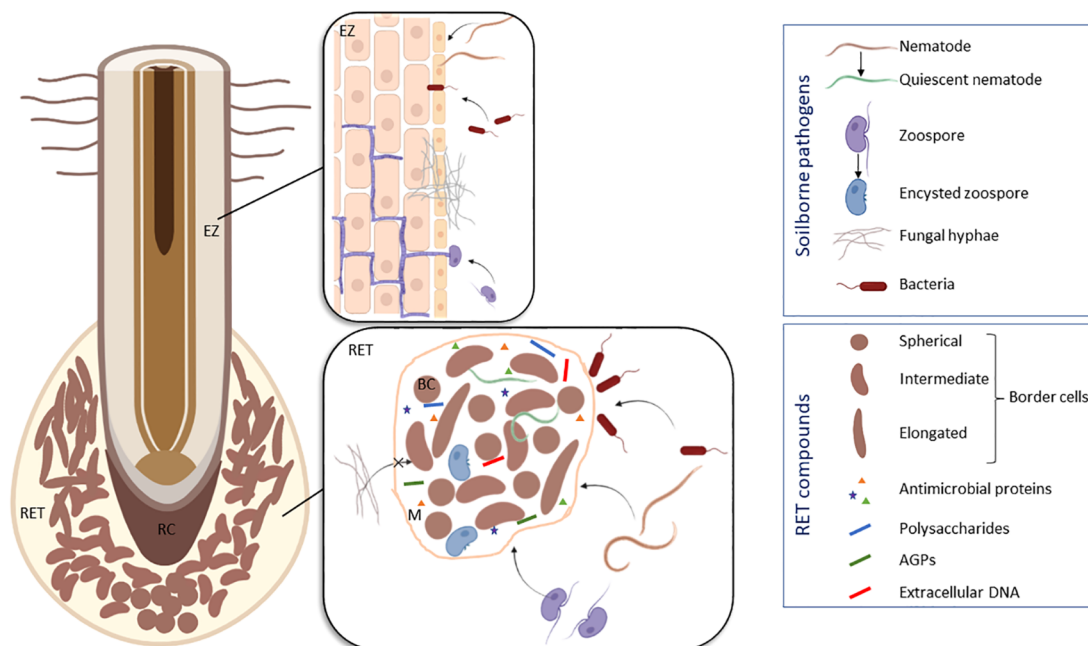 EZ
EZ
RET
RC
RET
BC
M
Soilborne pathogens
Nematode
Quiescent nematode
Zoospore
Encysted zoospore
Fungal hyphae
Bacteria
RET compounds
Spherical
Intermediate
Border cells
Elongated
Antimicrobial proteins
Polysaccharides
AGPs
Extracellular DNA